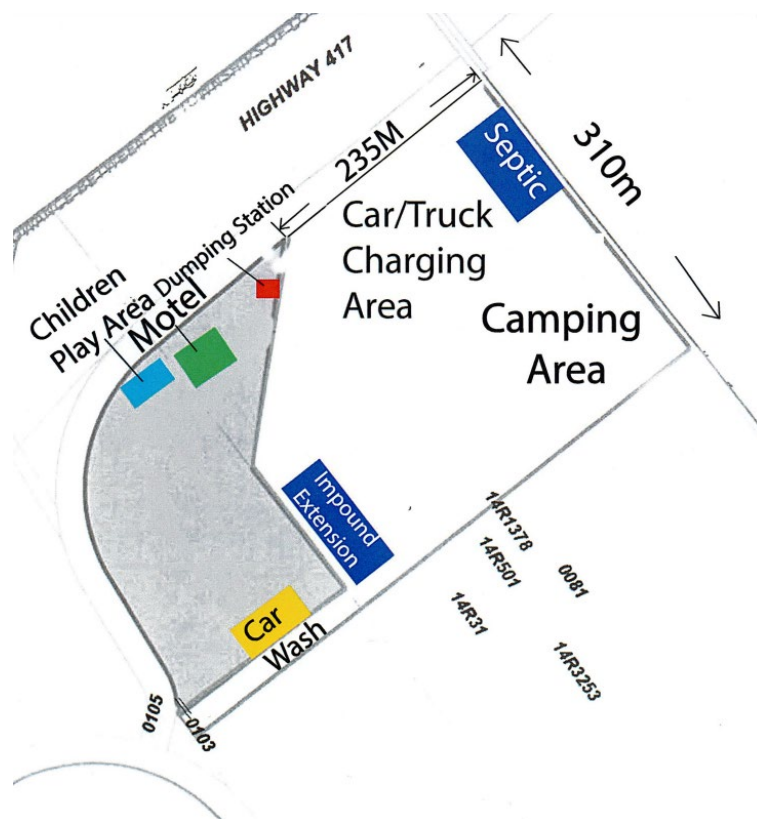 HIGHWAY 417
235M
310m
Septic
Car/Truck
Charging
Area
Camping
Area
Dumping Station
Children
Play Area
Motel
Impound
Extension
Car
Wash
14R1378
14R501
14R31
0081
14R3253
0105
0103